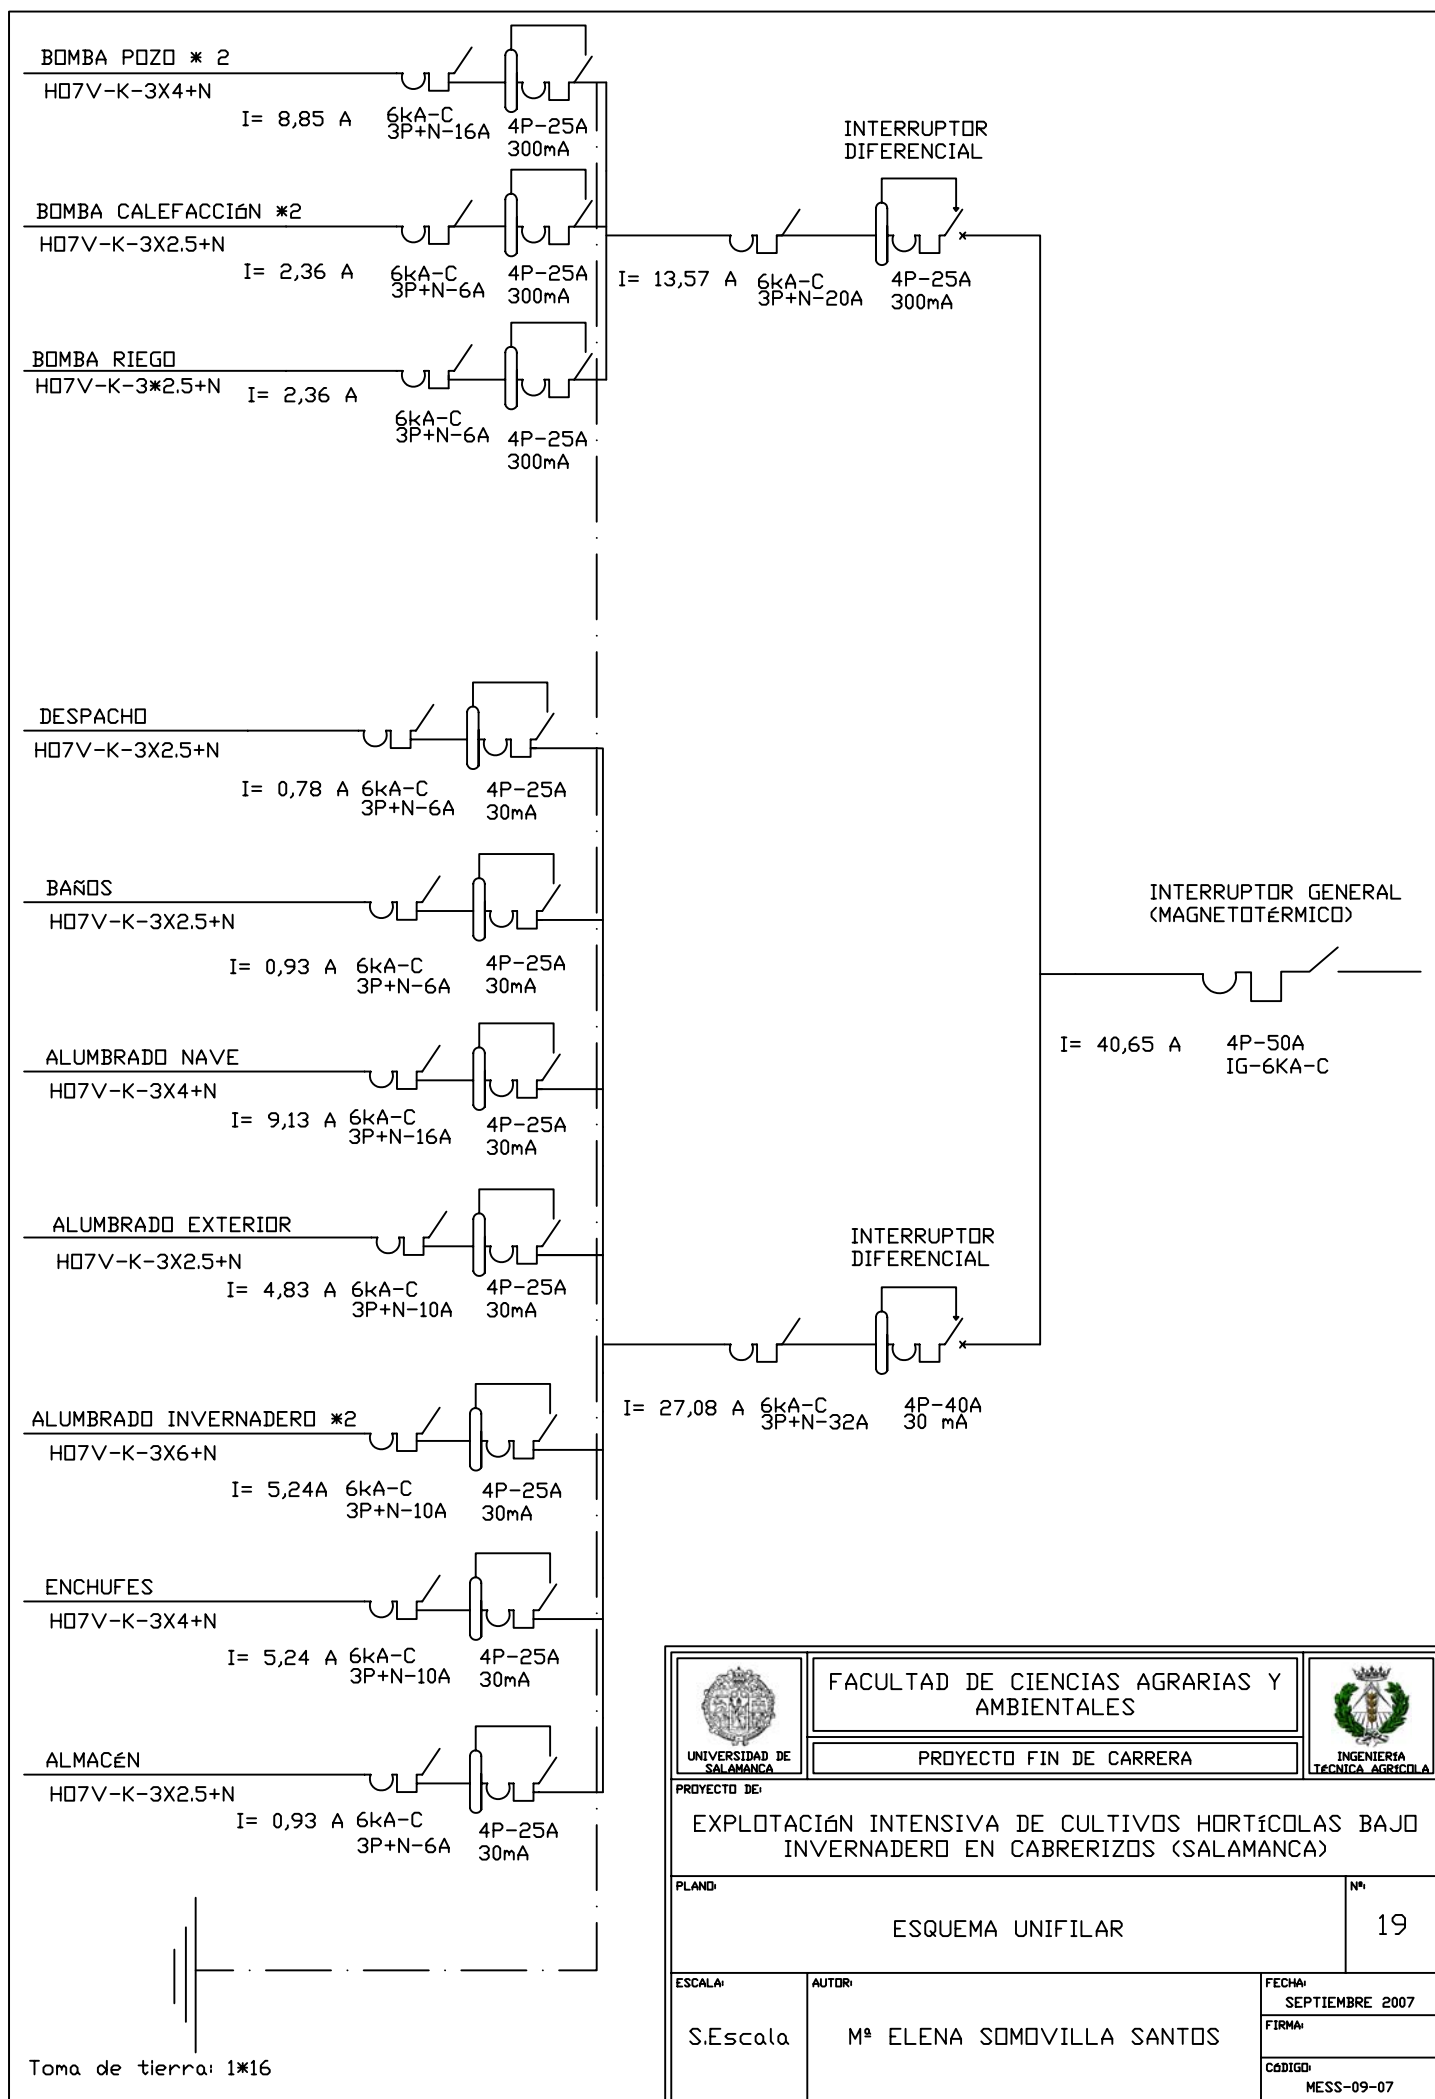 BOMBA POZO * 2
H07V-K-3X4+N
I= 8,85 A
6kA-C
3P+N-16A
4P-25A
300mA
BOMBA CALEFACCIóN *2
H07V-K-3X2.5+N
I= 2,36 A
6kA-C
3P+N-6A
4P-25A
300mA
BOMBA RIEGO
H07V-K-3*2.5+N
I= 2,36 A
6kA-C
3P+N-6A
4P-25A
300mA
INTERRUPTOR
DIFERENCIAL
I= 13,57 A
6kA-C
3P+N-20A
4P-25A
300mA
DESPACHO
H07V-K-3X2.5+N
I= 0,78 A
6kA-C
3P+N-6A
4P-25A
30mA
BAÑOS
H07V-K-3X2.5+N
I= 0,93 A
6kA-C
3P+N-6A
4P-25A
30mA
ALUMBRADO NAVE
H07V-K-3X4+N
I= 9,13 A
6kA-C
3P+N-16A
4P-25A
30mA
ALUMBRADO EXTERIOR
H07V-K-3X2.5+N
I= 4,83 A
6kA-C
3P+N-10A
4P-25A
30mA
ALUMBRADO INVERNADERO *2
H07V-K-3X6+N
I= 5,24A
6kA-C
3P+N-10A
4P-25A
30mA
ENCHUFES
H07V-K-3X4+N
I= 5,24 A
6kA-C
3P+N-10A
4P-25A
30mA
ALMACéN
H07V-K-3X2.5+N
I= 0,93 A
6kA-C
3P+N-6A
4P-25A
30mA
INTERRUPTOR
DIFERENCIAL
I= 27,08 A
6kA-C
3P+N-32A
4P-40A
30 mA
INTERRUPTOR GENERAL
(MAGNETOTéRMICO)
I= 40,65 A
4P-50A
IG-6KA-C
Toma de tierra: 1*16
UNIVERSIDAD DE
SALAMANCA
FACULTAD DE CIENCIAS AGRARIAS Y
AMBIENTALES
PROYECTO FIN DE CARRERA
INGENIERíA
TéCNICA AGRíCOLA
PROYECTO DE:
EXPLOTACIóN INTENSIVA DE CULTIVOS HORTíCOLAS BAJO
INVERNADERO EN CABRERIZOS (SALAMANCA)
PLANO:
ESQUEMA UNIFILAR
Nº:
19
ESCALA:
S.Escala
AUTOR:
Mª ELENA SOMOVILLA SANTOS
FECHA:
SEPTIEMBRE 2007
FIRMA:
CóDIGO:
MESS-09-07